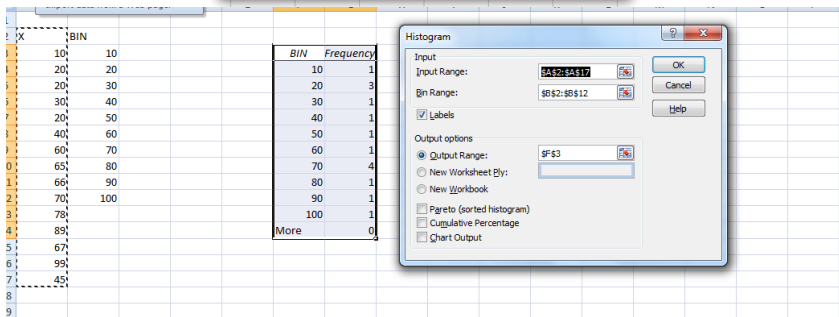 X BIN
10 10
20 20
20 30
30 40
20 50
40 60
60 70
65 80
66 90
70 100
78
89
67
99
45
BIN Frequency
10 1
20 3
30 1
40 1
50 1
60 1
70 4
80 1
90 1
100 1
More 0
Histogram
Input
Input Range: $A$2:$A$17
Bin Range: $B$2:$B$12
Labels
OK
Cancel
Help
Output options
Output Range: $F$3
New Worksheet Ply:
New Workbook
Pareto (sorted histogram)
Cumulative Percentage
Chart Output